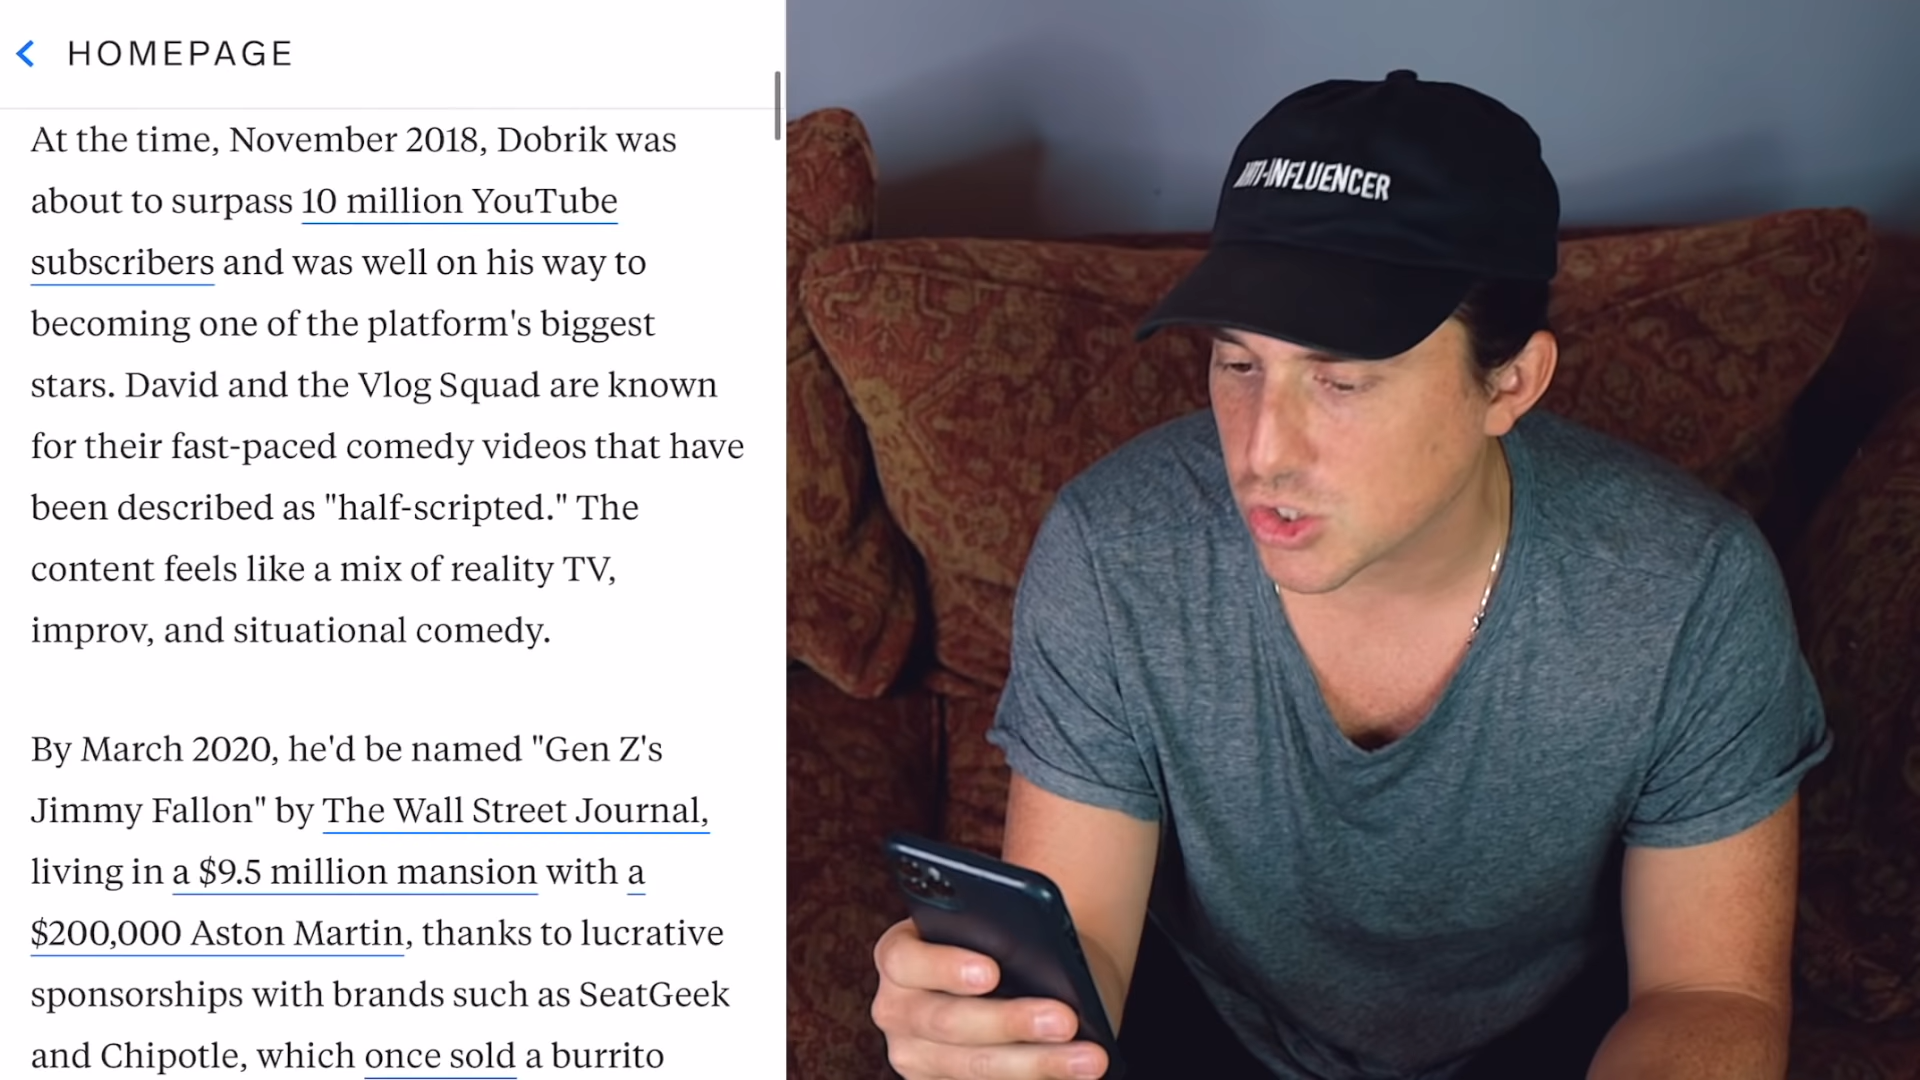 HOMEPAGE
At the time, November 2018, Dobrik was
about to surpass 10 million YouTube
subscribers and was well on his way to
becoming one of the platform's biggest
stars. David and the Vlog Squad are known
for their fast-paced comedy videos that have
been described as "half-scripted." The
content feels like a mix of reality TV,
improv, and situational comedy.
By March 2020, he'd be named "Gen Z's
Jimmy Fallon" by The Wall Street Journal,
living in a $9.5 million mansion with a
$200,000 Aston Martin, thanks to lucrative
sponsorships with brands such as SeatGeek
and Chipotle, which once sold a burrito
ANTI-INFLUENCER